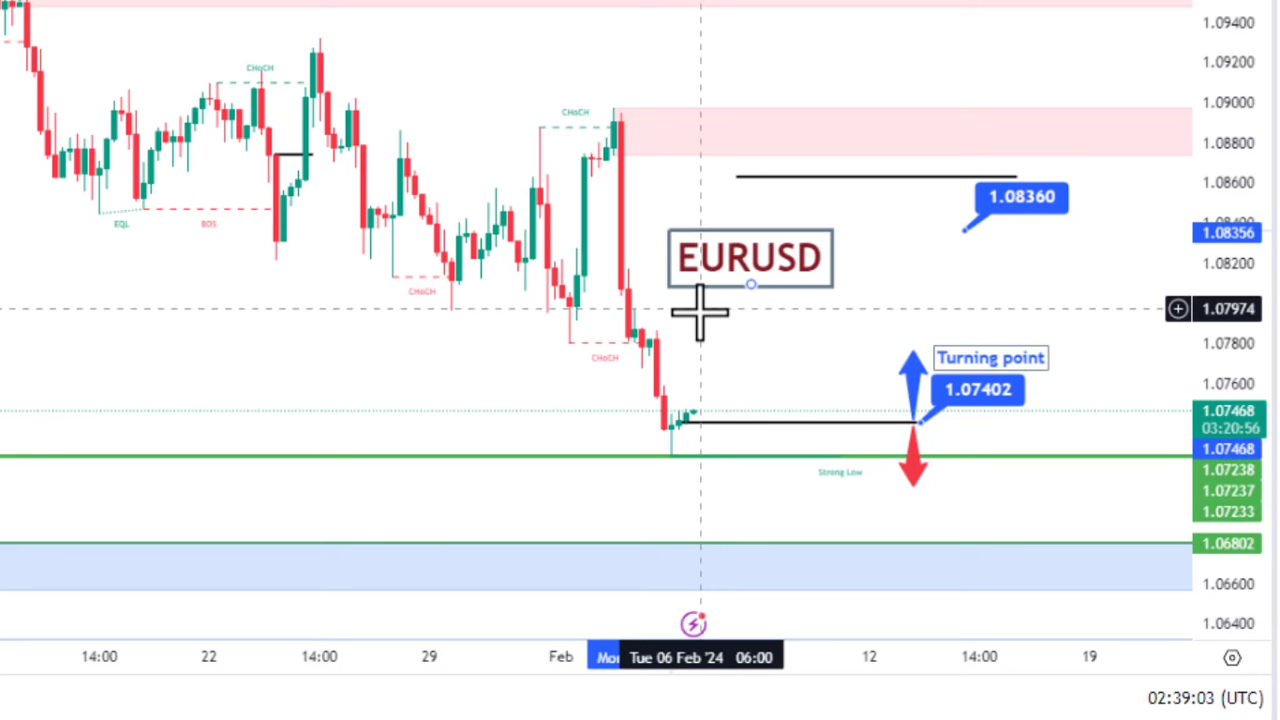 1.09400
1.09200
CHoCH
1.09000
CHoCH
1.08800
1.08600
1.08360
EQL
BOS
1.08356
EURUSD
1.08200
CHoCH
1.07974
1.07800
CHoCH
Turning point
1.07600
1.07402
1.07468
03:20:56
1.07468
Strong Low
1.07238
1.07237
1.07233
1.06802
1.06600
1.06400
14:00 22 14:00 29 Feb Mon Tue 06 Feb '24 06:00 12 14:00 19
02:39:03 (UTC)